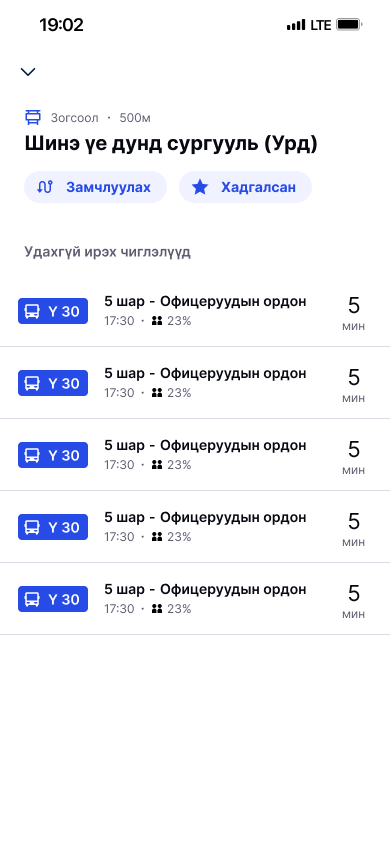 19:02 LTE
Зогсоол · 500м
Шинэ үе дунд сургууль (Урд)
Замчлуулах Хадгалсан
Удахгүй ирэх чиглэлүүд
Ү 30 5 шар - Офицеруудын ордон 5
17:30 · 23% мин
Ү 30 5 шар - Офицеруудын ордон 5
17:30 · 23% мин
Ү 30 5 шар - Офицеруудын ордон 5
17:30 · 23% мин
Ү 30 5 шар - Офицеруудын ордон 5
17:30 · 23% мин
Ү 30 5 шар - Офицеруудын ордон 5
17:30 · 23% мин